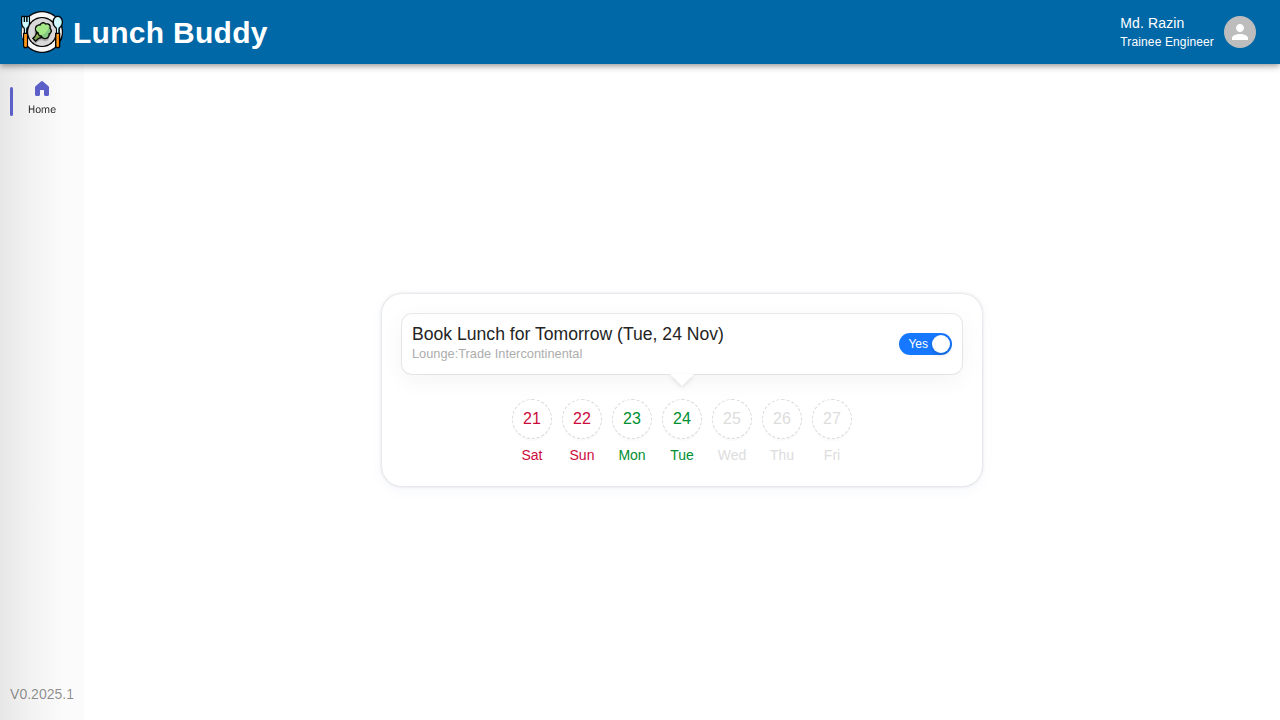 Lunch Buddy
Md. Razin
Trainee Engineer
Home
Book Lunch for Tomorrow (Tue, 24 Nov)
Lounge:Trade Intercontinental
Yes
21 22 23 24 25 26 27
Sat Sun Mon Tue Wed Thu Fri
V0.2025.1